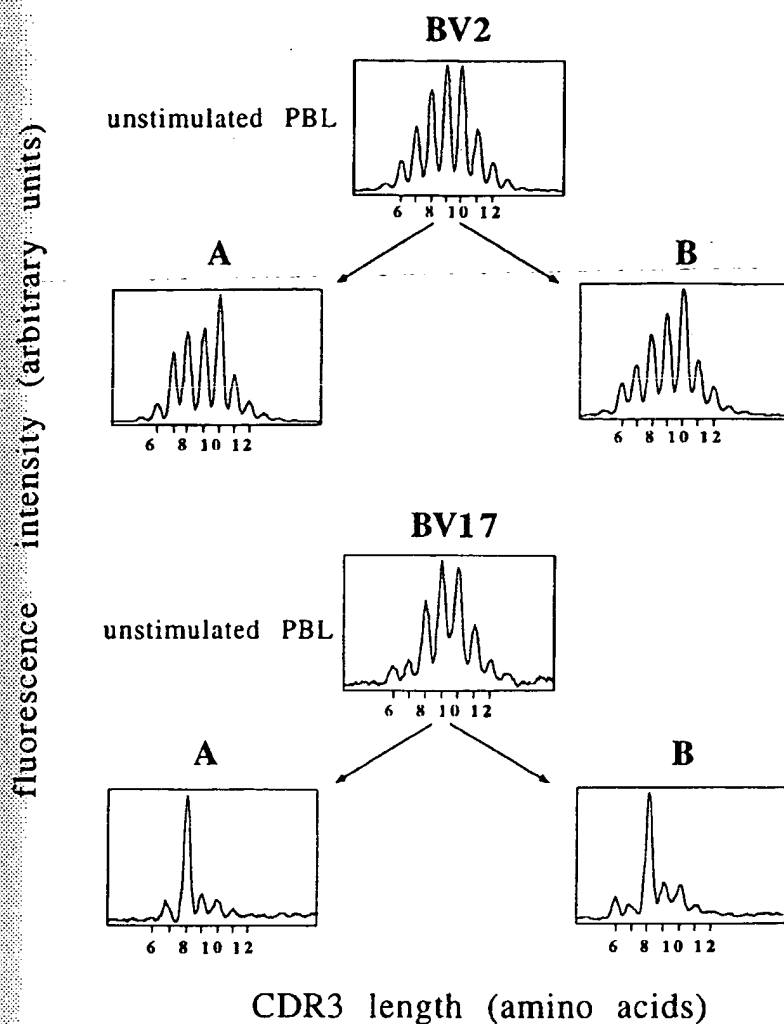 BV2
unstimulated PBL
6 8 10 12
A
B
6 8 10 12
6 8 10 12
fluorescence intensity (arbitrary units)
BV17
unstimulated PBL
6 8 10 12
A
B
6 8 10 12
6 8 10 12
CDR3 length (amino acids)